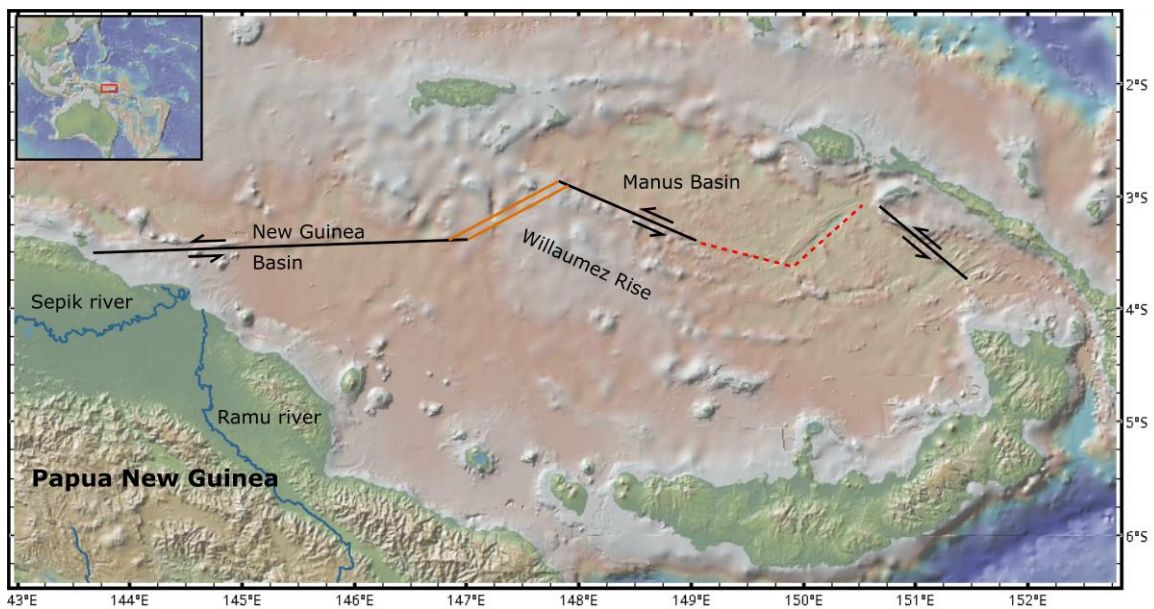 2°S
Manus Basin
3°S
New Guinea
Basin
Willaumez Rise
Sepik river
4°S
Ramu river
5°S
Papua New Guinea
6°S
143°E 144°E 145°E 146°E 147°E 148°E 149°E 150°E 151°E 152°E